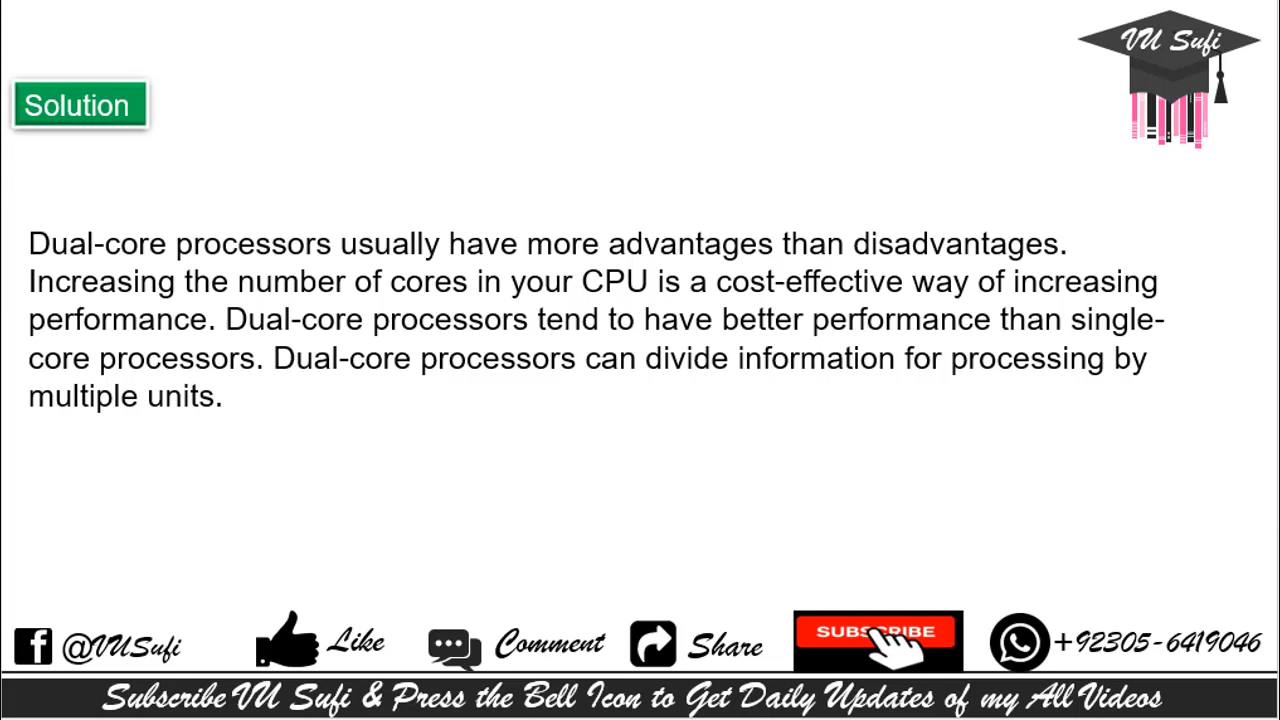 VU Sufi
Solution
Dual-core processors usually have more advantages than disadvantages.
Increasing the number of cores in your CPU is a cost-effective way of increasing
performance. Dual-core processors tend to have better performance than single-
core processors. Dual-core processors can divide information for processing by
multiple units.
@VUSufi
Like
Comment
Share
SUBSCRIBE
+92305-6419046
Subscribe VU Sufi & Press the Bell Icon to Get Daily Updates of my All Videos